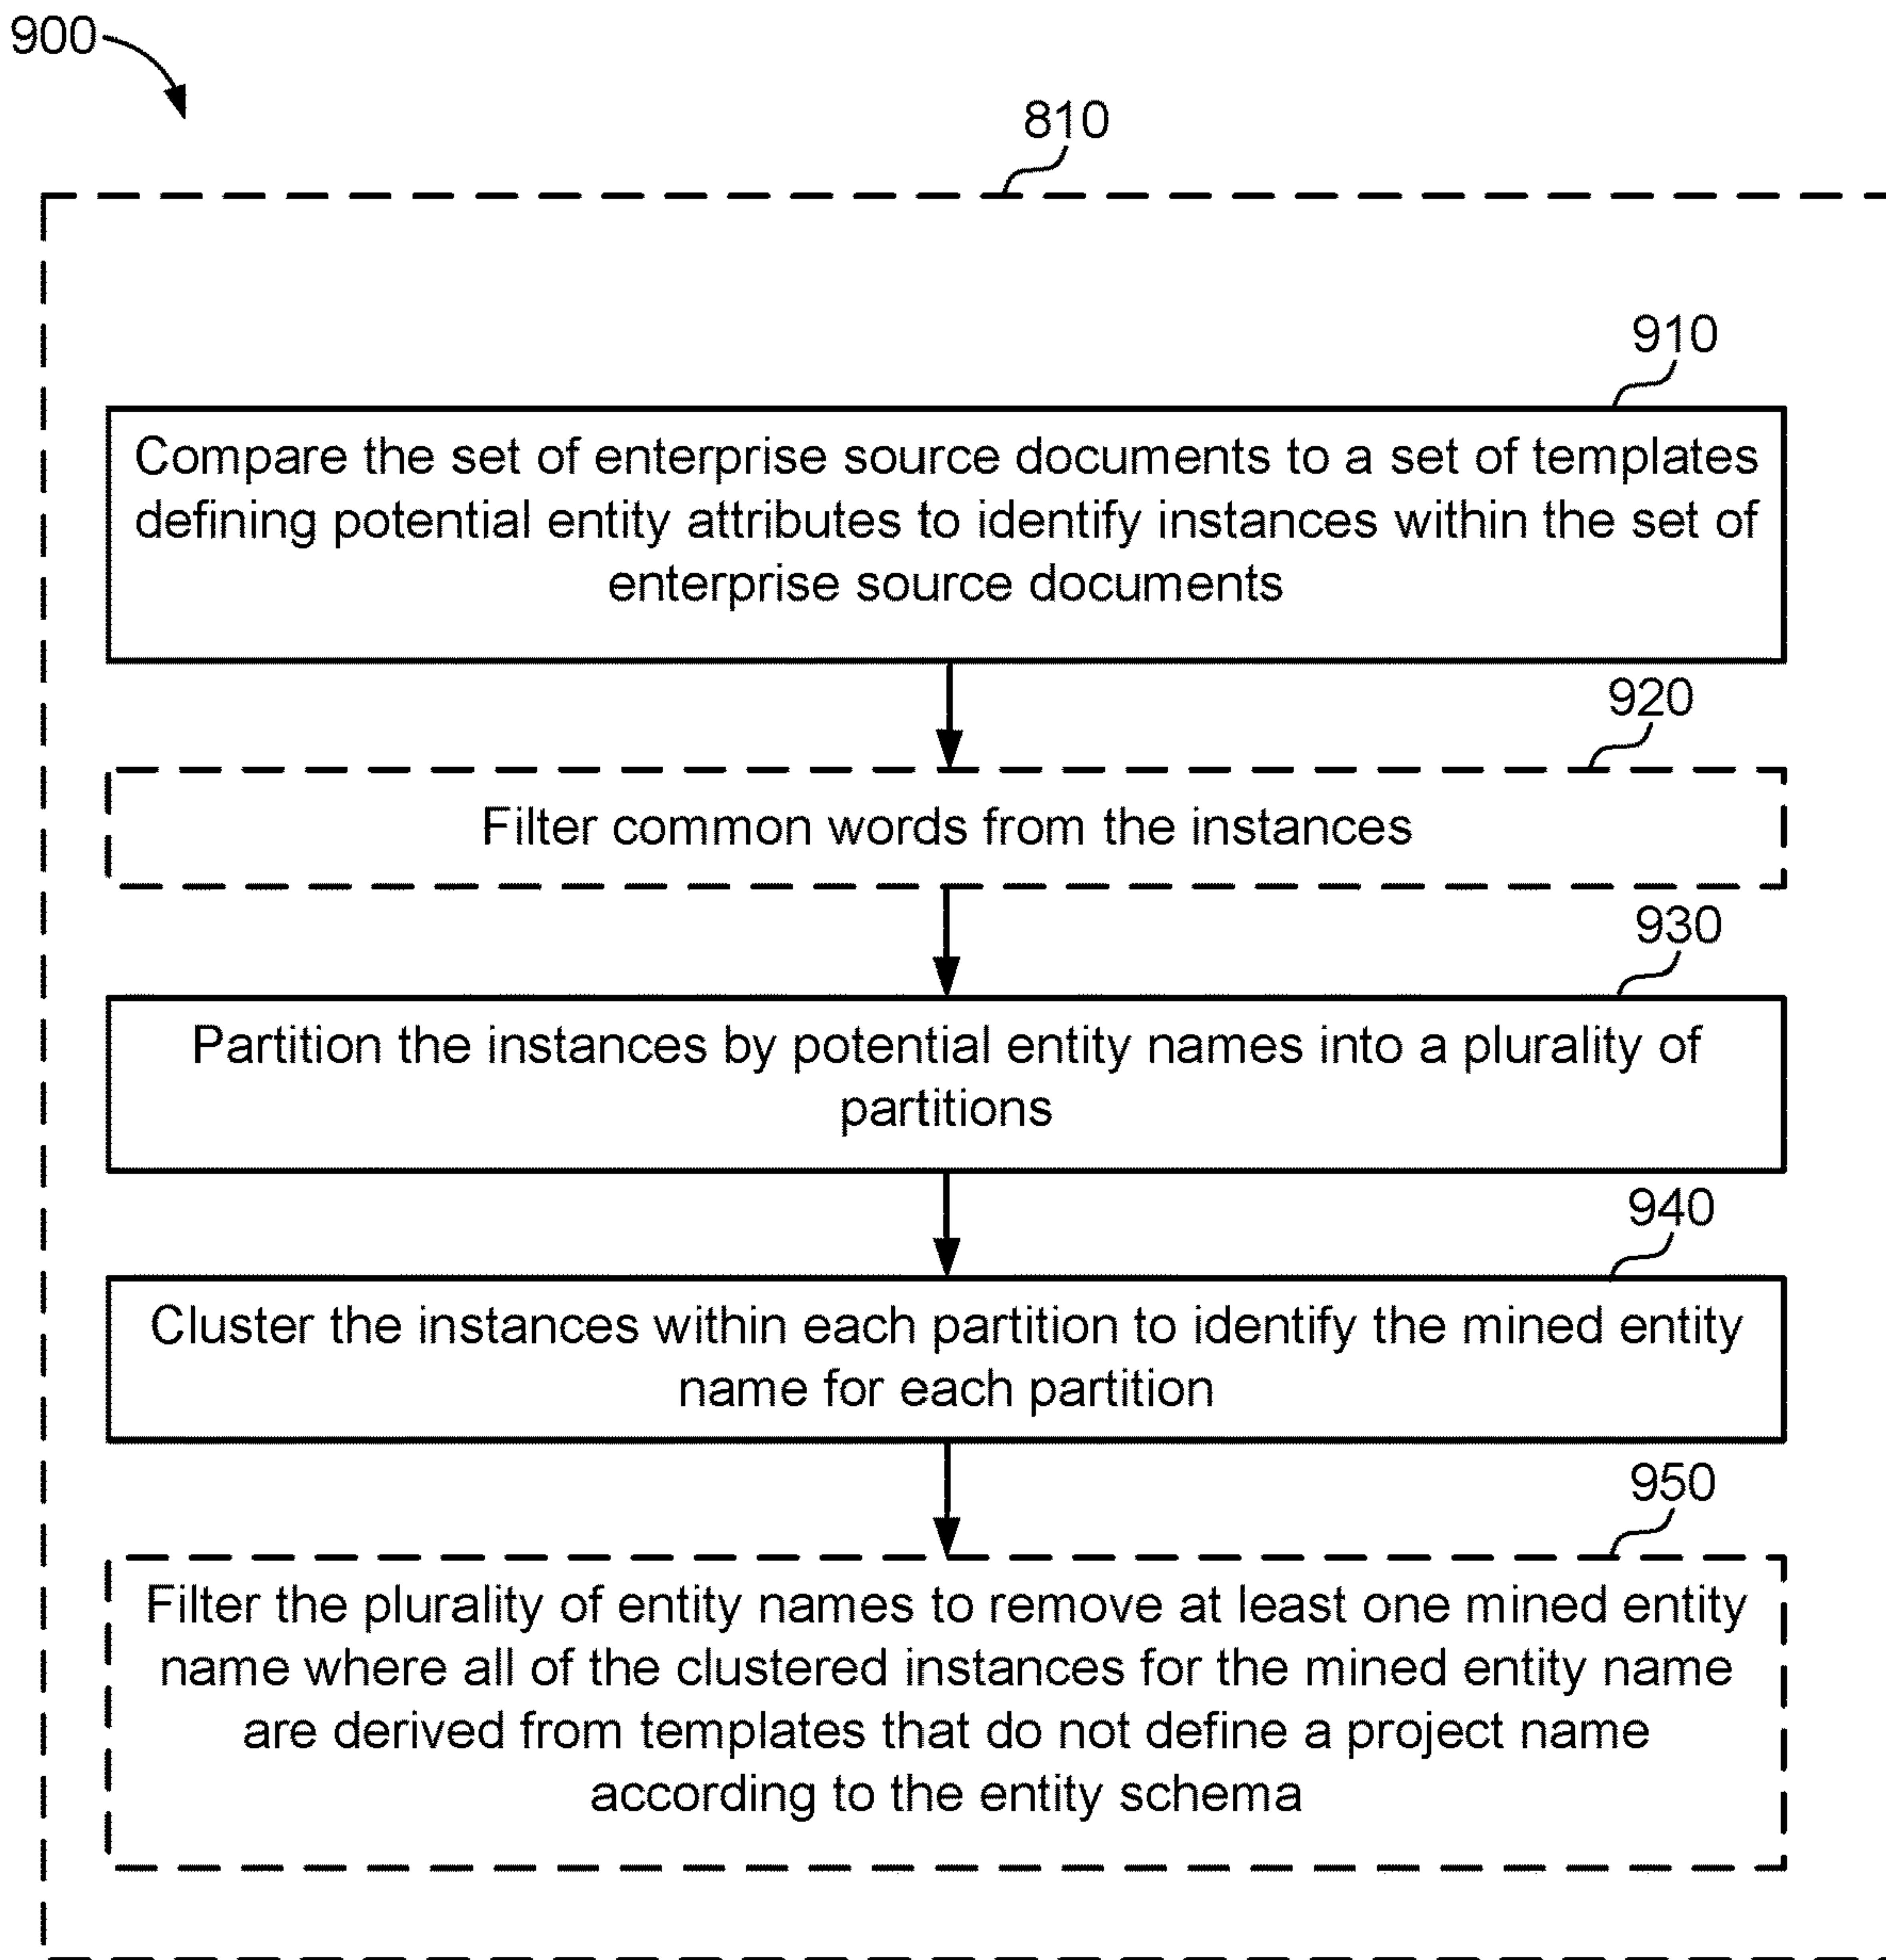 900
810
910
Compare the set of enterprise source documents to a set of templates
defining potential entity attributes to identify instances within the set of
enterprise source documents
920
Filter common words from the instances
930
Partition the instances by potential entity names into a plurality of
partitions
940
Cluster the instances within each partition to identify the mined entity
name for each partition
950
Filter the plurality of entity names to remove at least one mined entity
name where all of the clustered instances for the mined entity name
are derived from templates that do not define a project name
according to the entity schema